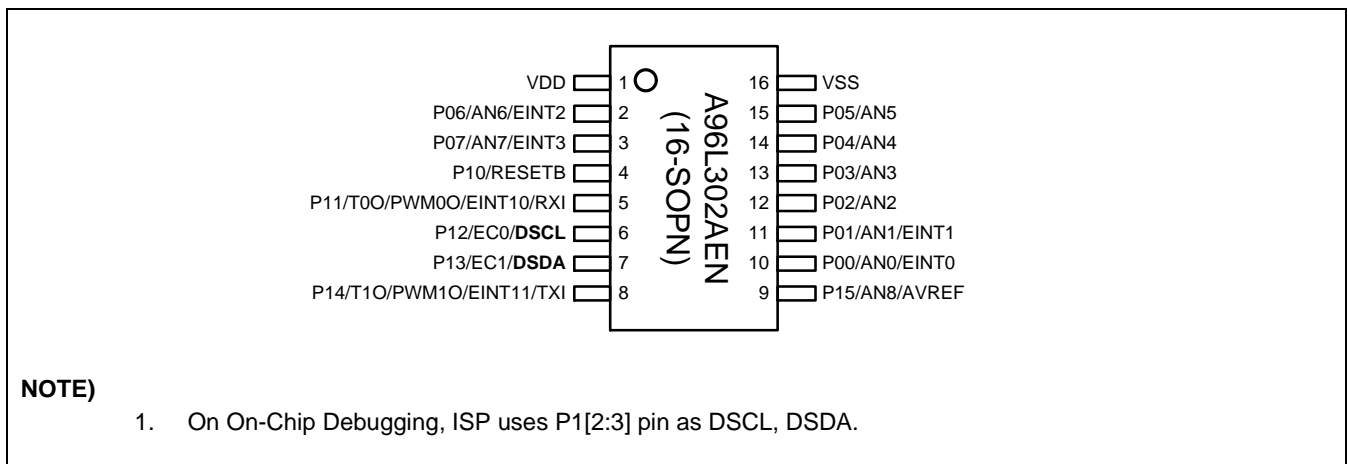 VDD 1 16 VSS
P06/AN6/EINT2 2 15 P05/AN5
P07/AN7/EINT3 3 14 P04/AN4
P10/RESETB 4 13 P03/AN3
P11/T0O/PWM0O/EINT10/RXI 5 12 P02/AN2
P12/EC0/DSCL 6 11 P01/AN1/EINT1
P13/EC1/DSDA 7 10 P00/AN0/EINT0
P14/T1O/PWM1O/EINT11/TXI 8 9 P15/AN8/AVREF
A96L302AEN
(16-SOPN)
NOTE)
1. On On-Chip Debugging, ISP uses P1[2:3] pin as DSCL, DSDA.